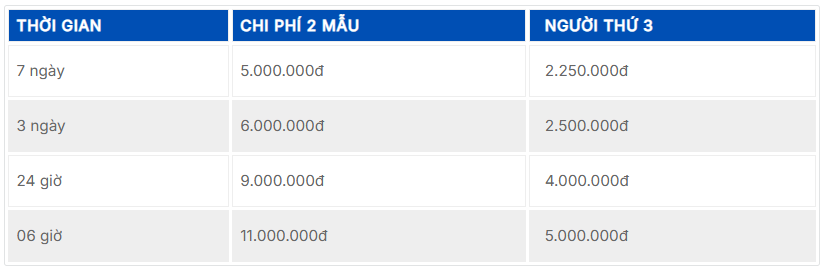 THỜI GIAN CHI PHÍ 2 MẪU NGƯỜI THỨ 3
7 ngày 5.000.000đ 2.250.000đ
3 ngày 6.000.000đ 2.500.000đ
24 giờ 9.000.000đ 4.000.000đ
06 giờ 11.000.000đ 5.000.000đ